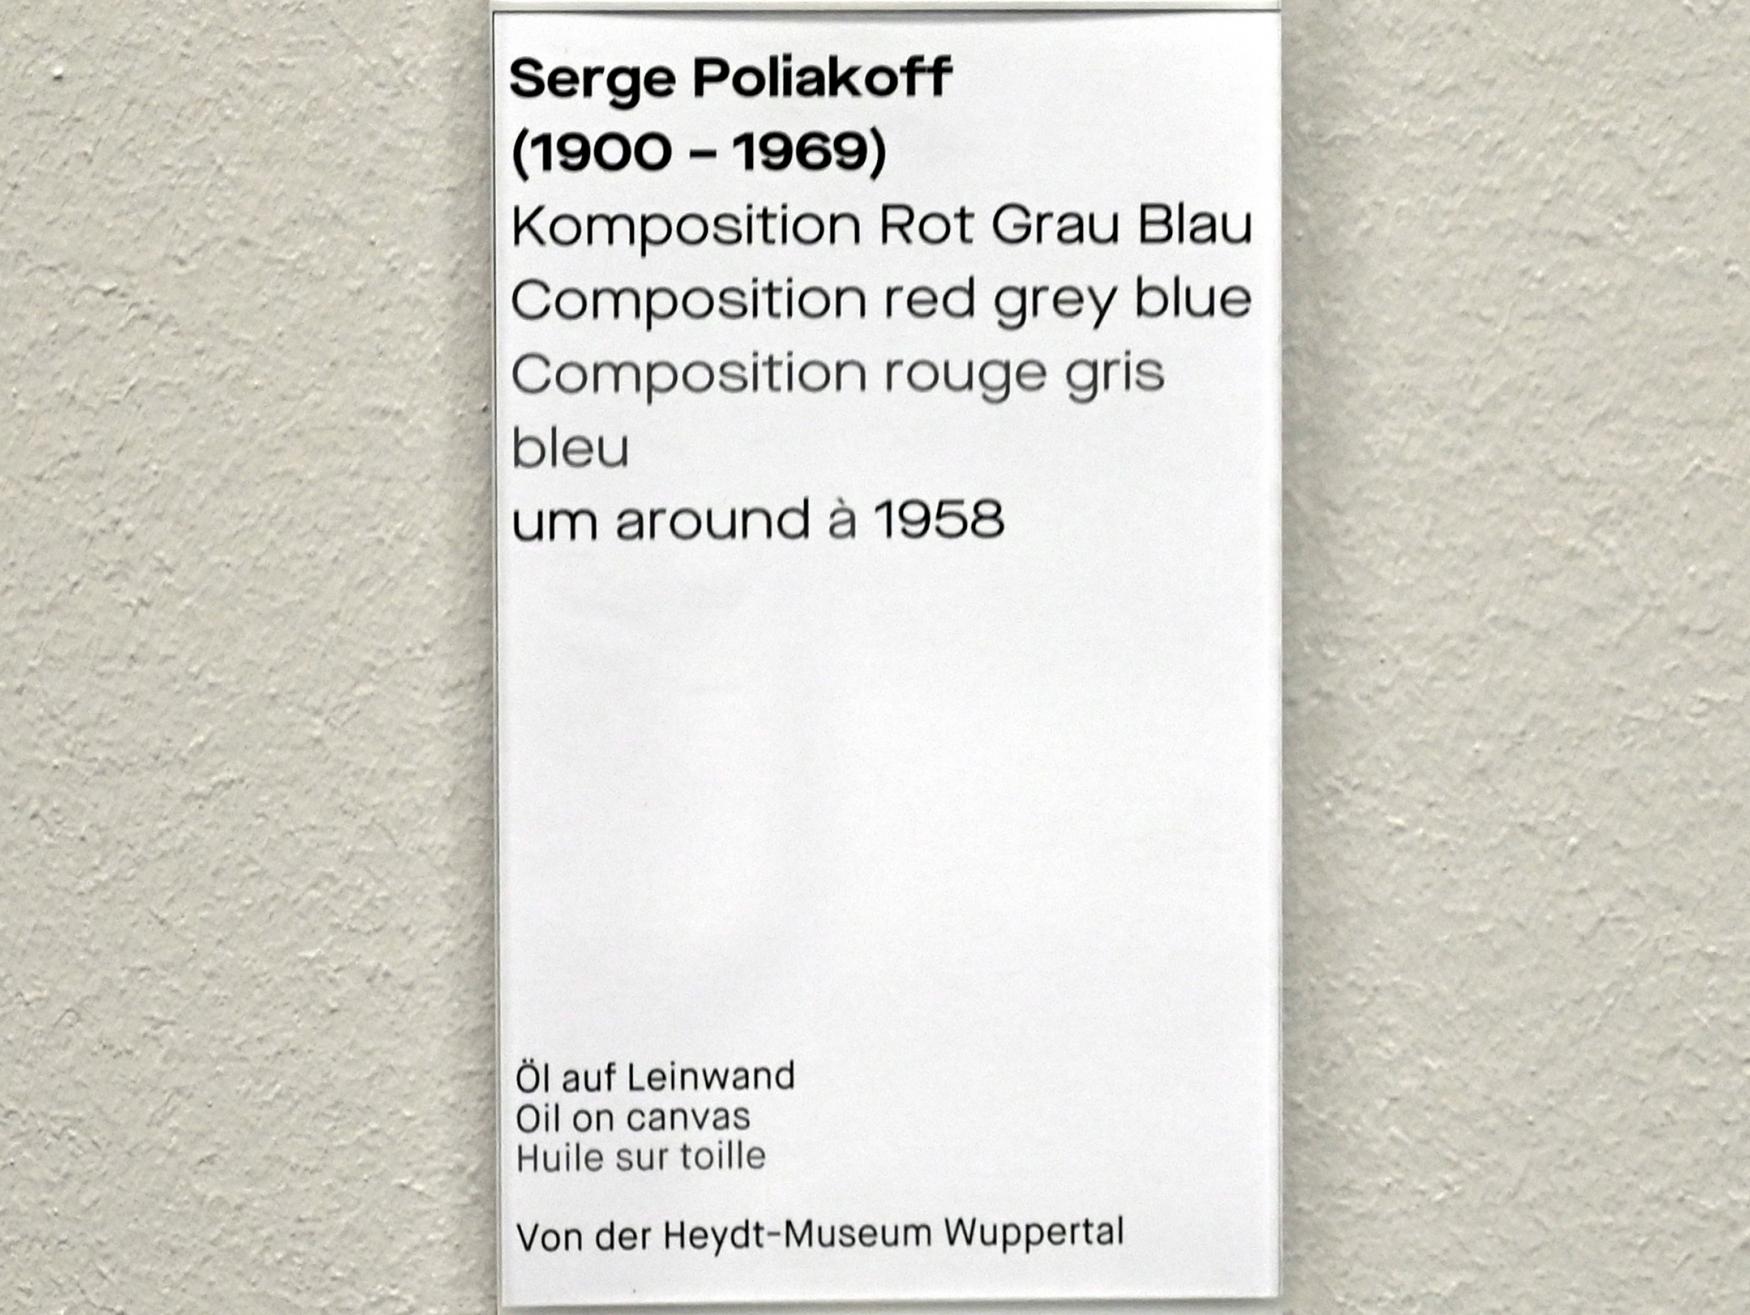 Serge Poliakoff
(1900 – 1969)
Komposition Rot Grau Blau
Composition red grey blue
Composition rouge gris
bleu
um around à 1958
Öl auf Leinwand
Oil on canvas
Huile sur toille
Von der Heydt-Museum Wuppertal